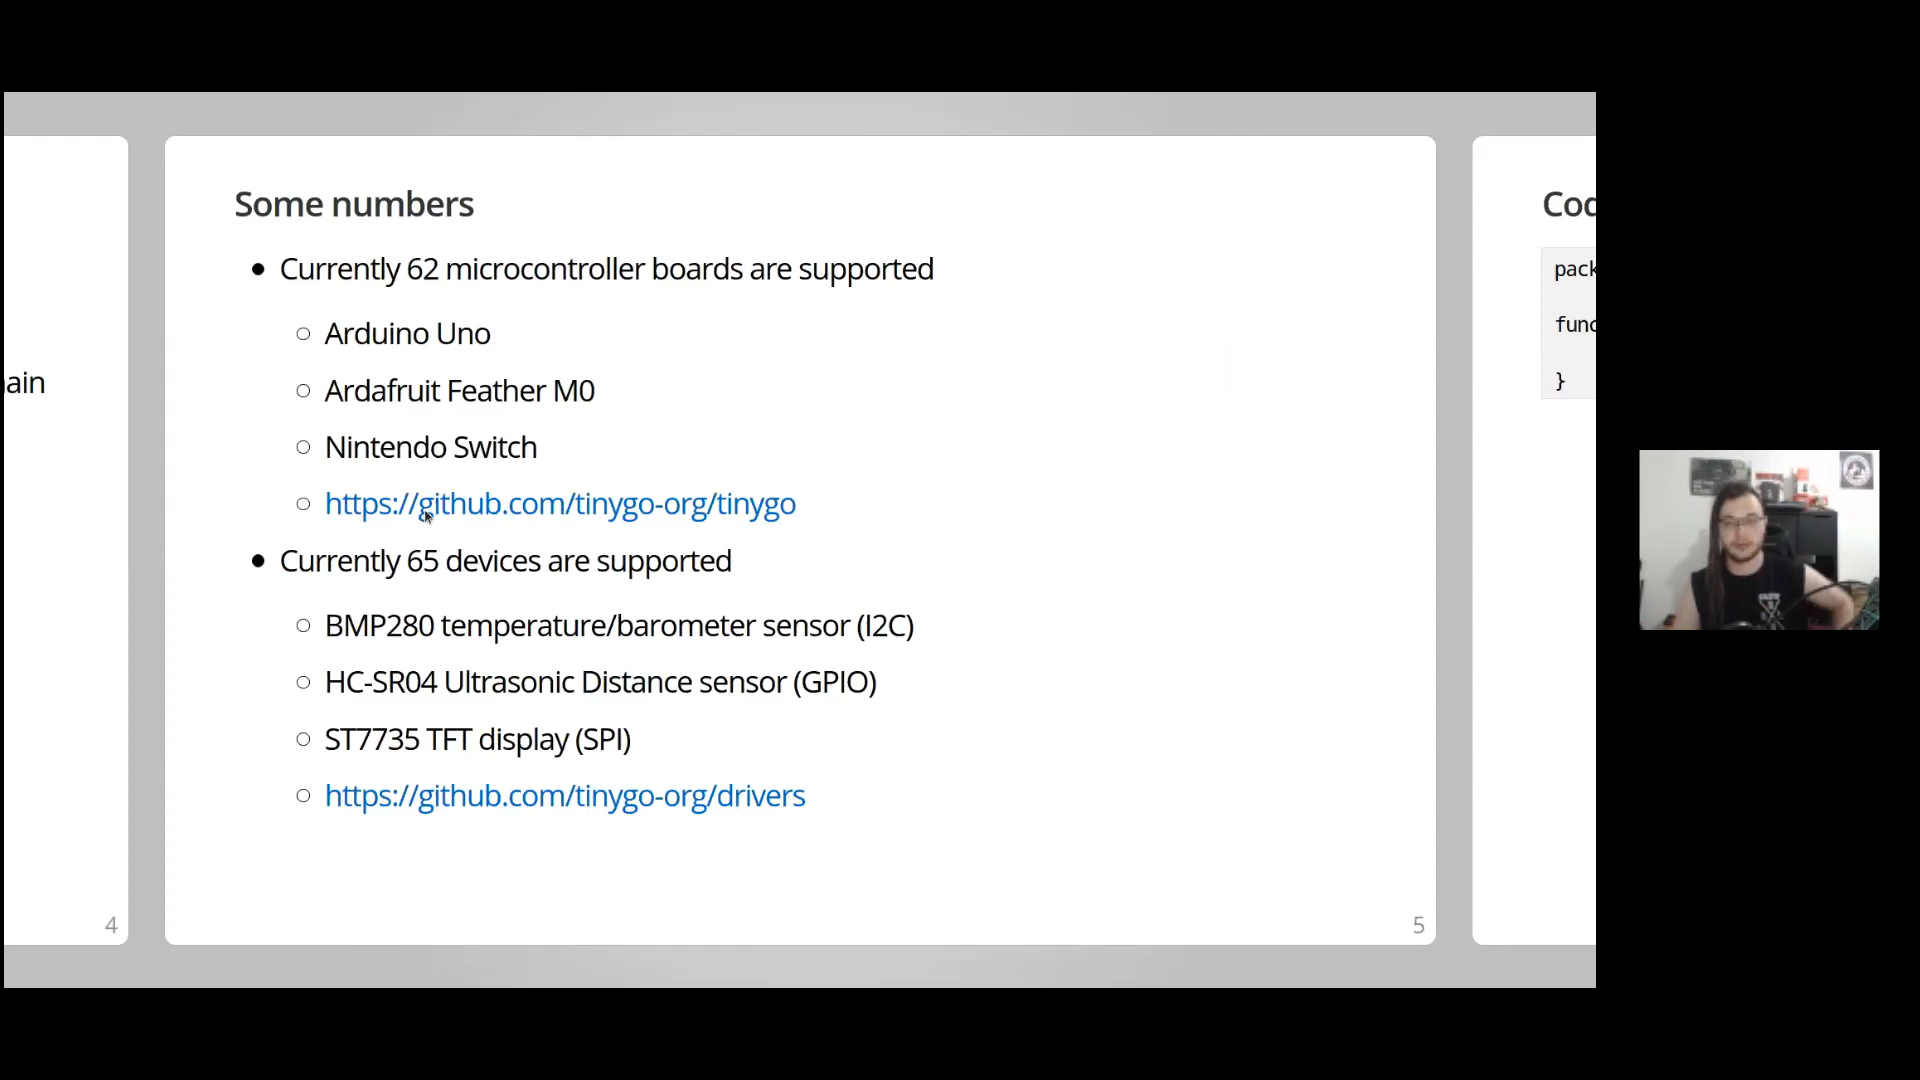 ain
4
Some numbers
Currently 62 microcontroller boards are supported
Arduino Uno
Ardafruit Feather M0
Nintendo Switch
https://github.com/tinygo-org/tinygo
Currently 65 devices are supported
BMP280 temperature/barometer sensor (I2C)
HC-SR04 Ultrasonic Distance sensor (GPIO)
ST7735 TFT display (SPI)
https://github.com/tinygo-org/drivers
5
Cod
pack
func
}